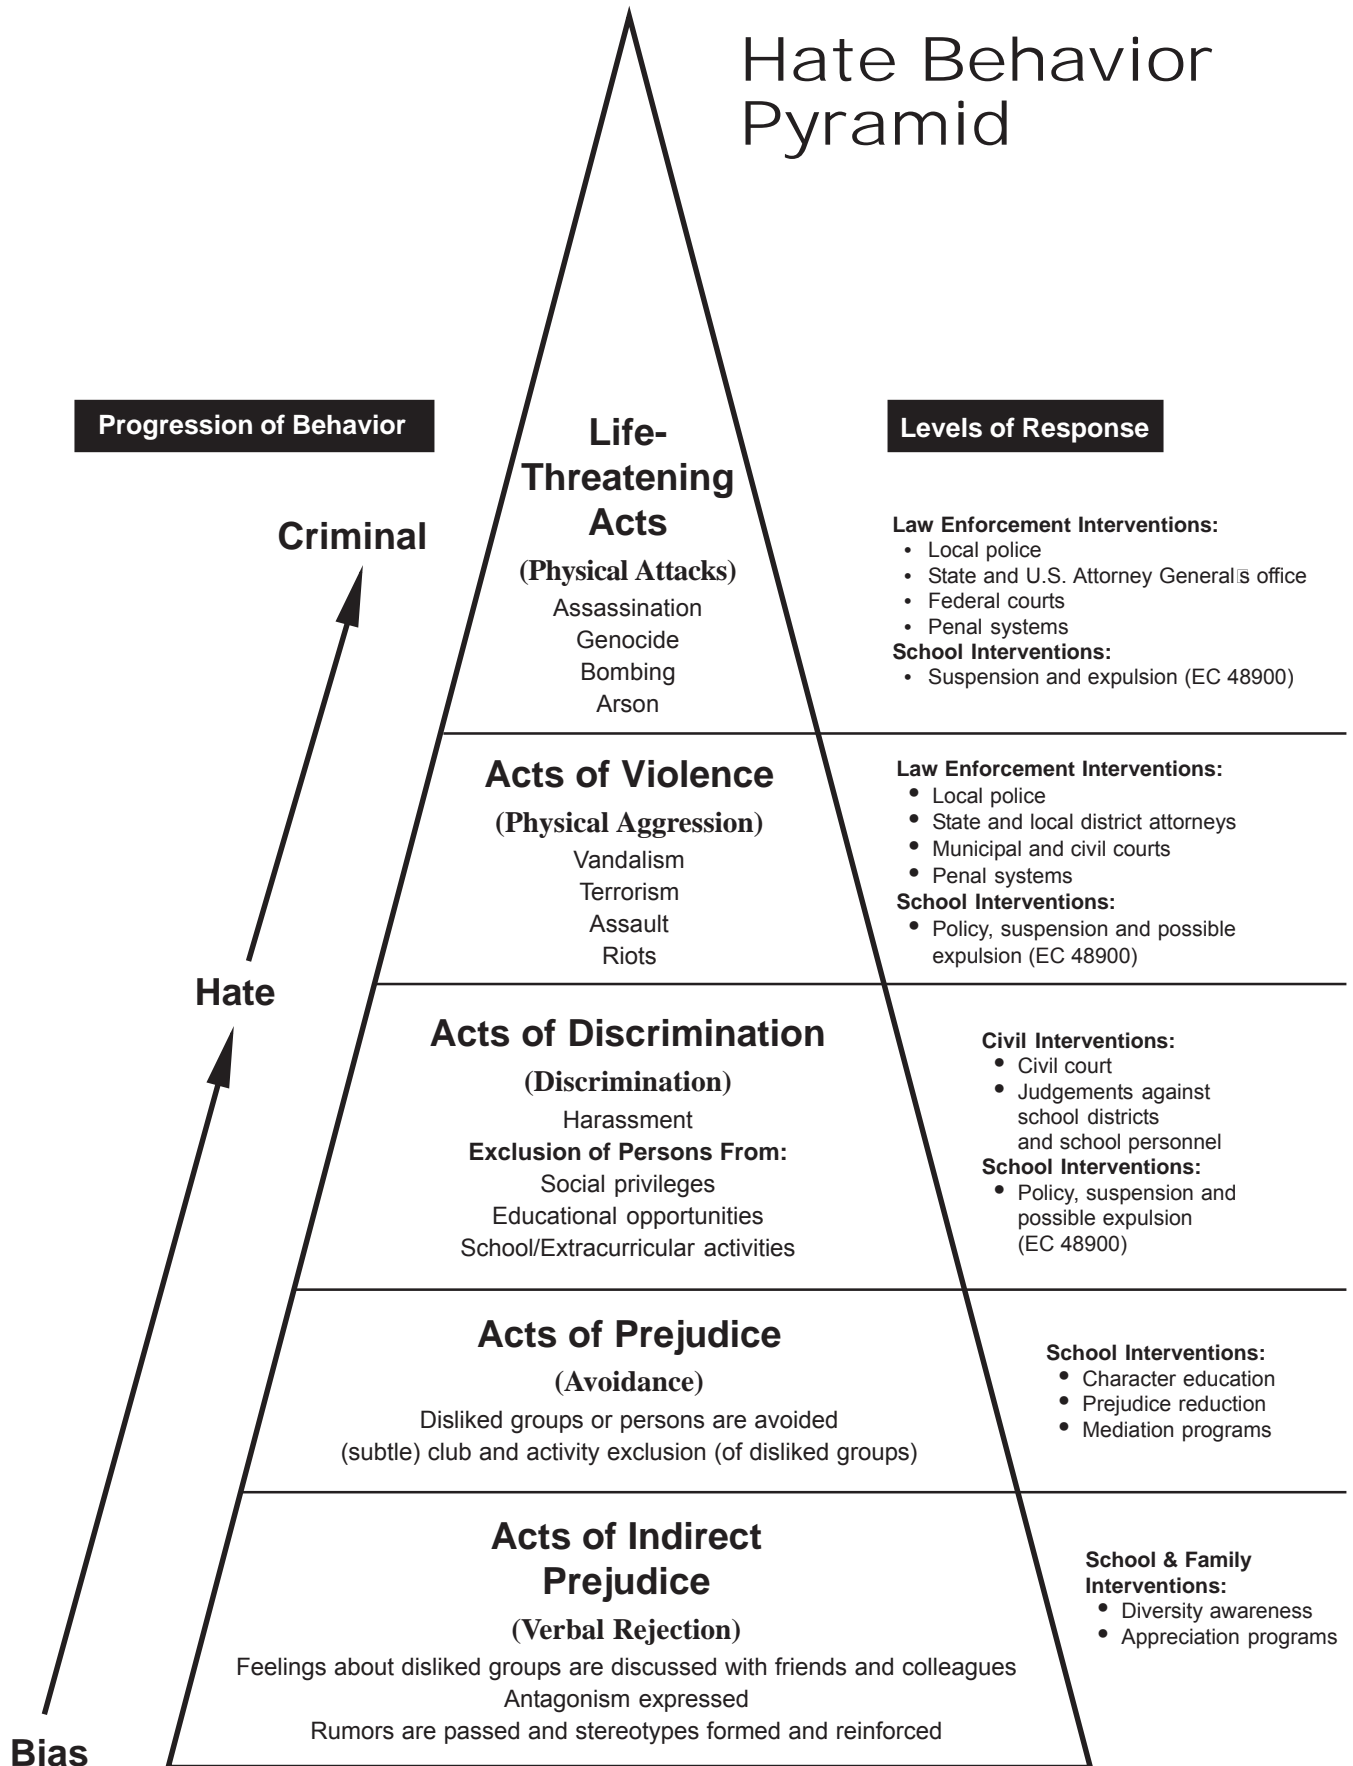 Hate Behavior
Pyramid
Progression of Behavior
Criminal
Hate
Bias
Life-
Threatening
Acts
(Physical Attacks)
Assassination
Genocide
Bombing
Arson
Levels of Response
Law Enforcement Interventions:
• Local police
• State and U.S. Attorney General s office
• Federal courts
• Penal systems
School Interventions:
• Suspension and expulsion (EC 48900)
Acts of Violence
(Physical Aggression)
Vandalism
Terrorism
Assault
Riots
Law Enforcement Interventions:
• Local police
• State and local district attorneys
• Municipal and civil courts
• Penal systems
School Interventions:
• Policy, suspension and possible
expulsion (EC 48900)
Acts of Discrimination
(Discrimination)
Harassment
Exclusion of Persons From:
Social privileges
Educational opportunities
School/Extracurricular activities
Civil Interventions:
• Civil court
• Judgements against
school districts
and school personnel
School Interventions:
• Policy, suspension and
possible expulsion
(EC 48900)
Acts of Prejudice
(Avoidance)
Disliked groups or persons are avoided
(subtle) club and activity exclusion (of disliked groups)
School Interventions:
• Character education
• Prejudice reduction
• Mediation programs
Acts of Indirect
Prejudice
(Verbal Rejection)
Feelings about disliked groups are discussed with friends and colleagues
Antagonism expressed
Rumors are passed and stereotypes formed and reinforced
School & Family
Interventions:
• Diversity awareness
• Appreciation programs